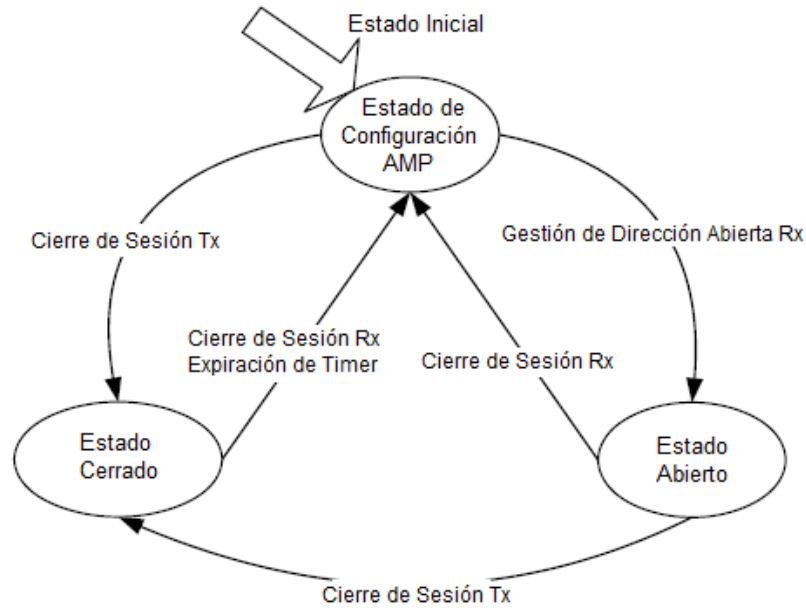 Estado Inicial
Estado de
Configuración
AMP
Cierre de Sesión Tx
Gestión de Dirección Abierta Rx
Cierre de Sesión Rx
Expiración de Timer
Cierre de Sesión Rx
Estado
Cerrado
Estado
Abierto
Cierre de Sesión Tx